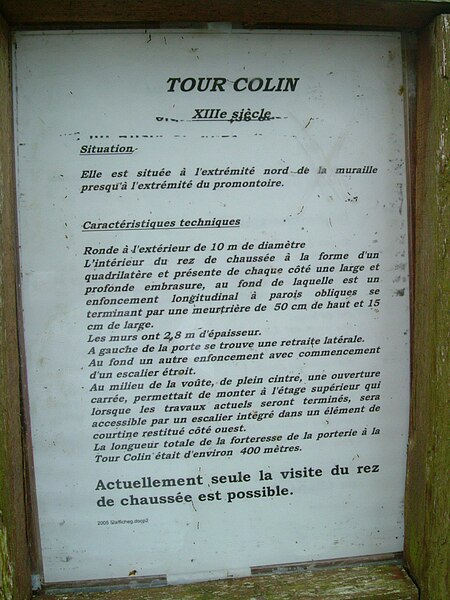 TOUR COLIN
XIIIe siècle
Situation
Elle est située à l'extrémité nord de la muraille
presqu'à l'extrémité du promontoire.
Caractéristiques techniques
Ronde à l'extérieur de 10 m de diamètre
L'intérieur du rez de chaussée à la forme d'un
quadrilatère et présente de chaque côté une large et
profonde embrasure, au fond de laquelle est un
enfoncement longitudinal à parois obliques se
terminant par une meurtrière de 50 cm de haut et 15
cm de large.
Les murs ont 2,8 m d'épaisseur.
A gauche de la porte se trouve une retraite latérale.
Au fond un autre enfoncement avec commencement
d'un escalier étroit.
Au milieu de la voûte, de plein cintre, une ouverture
carrée, permettait de monter à l'étage supérieur qui
lorsque les travaux actuels seront terminés, sera
accessible par un escalier intégré dans un élément de
courtine restitué côté ouest.
La longueur totale de la forteresse de la porterie à la
Tour Colin était d'environ 400 mètres.
Actuellement seule la visite du rez
de chaussée est possible.
2005